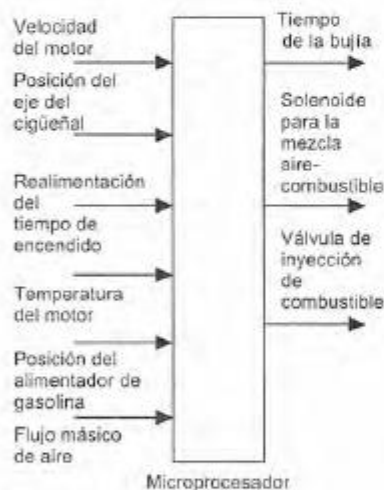 Velocidad
del motor
Posición del
eje del
cigüeñal
Realimentación
del
tiempo de
encendido
Temperatura
del motor
Posición del
alimentador de
gasolina
Flujo másico
de aire
Tiempo
de la bujía
Solenoide
para la
mezcla
aire-
combustible
Válvula de
inyección
de
combustible
Microprocesador